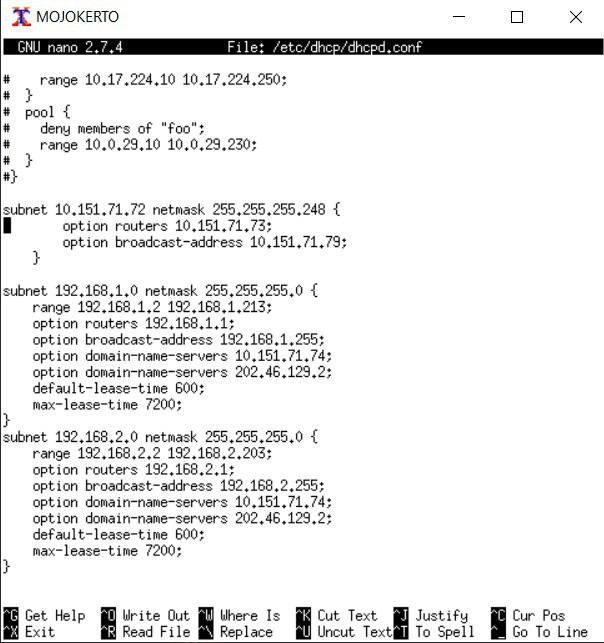 MOJOKERTO
GNU nano 2.7.4 File: /etc/dhcp/dhcpd.conf
#    range 10.17.224.10 10.17.224.250;
#  }
#  pool {
#    deny members of "foo";
#    range 10.0.29.10 10.0.29.230;
#  }
#}
subnet 10.151.71.72 netmask 255.255.255.248 {
        option routers 10.151.71.73;
        option broadcast-address 10.151.71.79;
    }
subnet 192.168.1.0 netmask 255.255.255.0 {
    range 192.168.1.2 192.168.1.213;
    option routers 192.168.1.1;
    option broadcast-address 192.168.1.255;
    option domain-name-servers 10.151.71.74;
    option domain-name-servers 202.46.129.2;
    default-lease-time 600;
    max-lease-time 7200;
}
subnet 192.168.2.0 netmask 255.255.255.0 {
    range 192.168.2.2 192.168.2.203;
    option routers 192.168.2.1;
    option broadcast-address 192.168.2.255;
    option domain-name-servers 10.151.71.74;
    option domain-name-servers 202.46.129.2;
    default-lease-time 600;
    max-lease-time 7200;
}
^G Get Help ^O Write Out ^W Where Is ^K Cut Text ^J Justify ^C Cur Pos
^X Exit ^R Read File ^\ Replace ^U Uncut Text ^T To Spell ^_ Go To Line